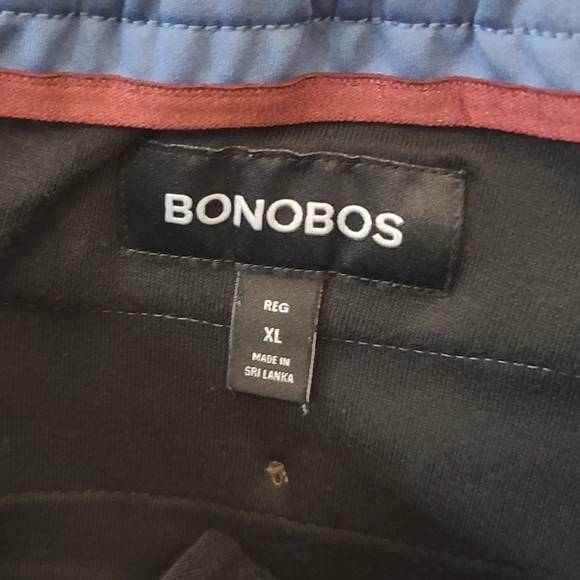 BONOBOS
REG
XL
MADE IN
SRI LANKA